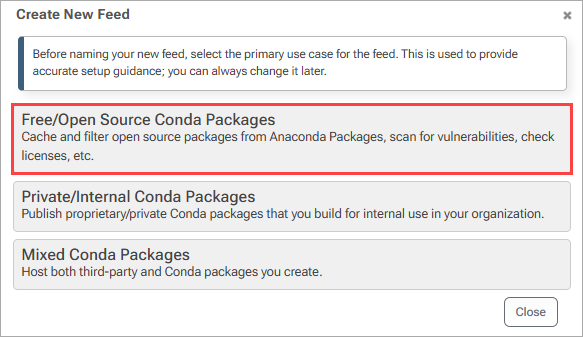 Create New Feed
×
Before naming your new feed, select the primary use case for the feed. This is used to provide
accurate setup guidance; you can always change it later.
Free/Open Source Conda Packages
Cache and filter open source packages from Anaconda Packages, scan for vulnerabilities, check
licenses, etc.
Private/Internal Conda Packages
Publish proprietary/private Conda packages that you build for internal use in your organization.
Mixed Conda Packages
Host both third-party and Conda packages you create.
Close